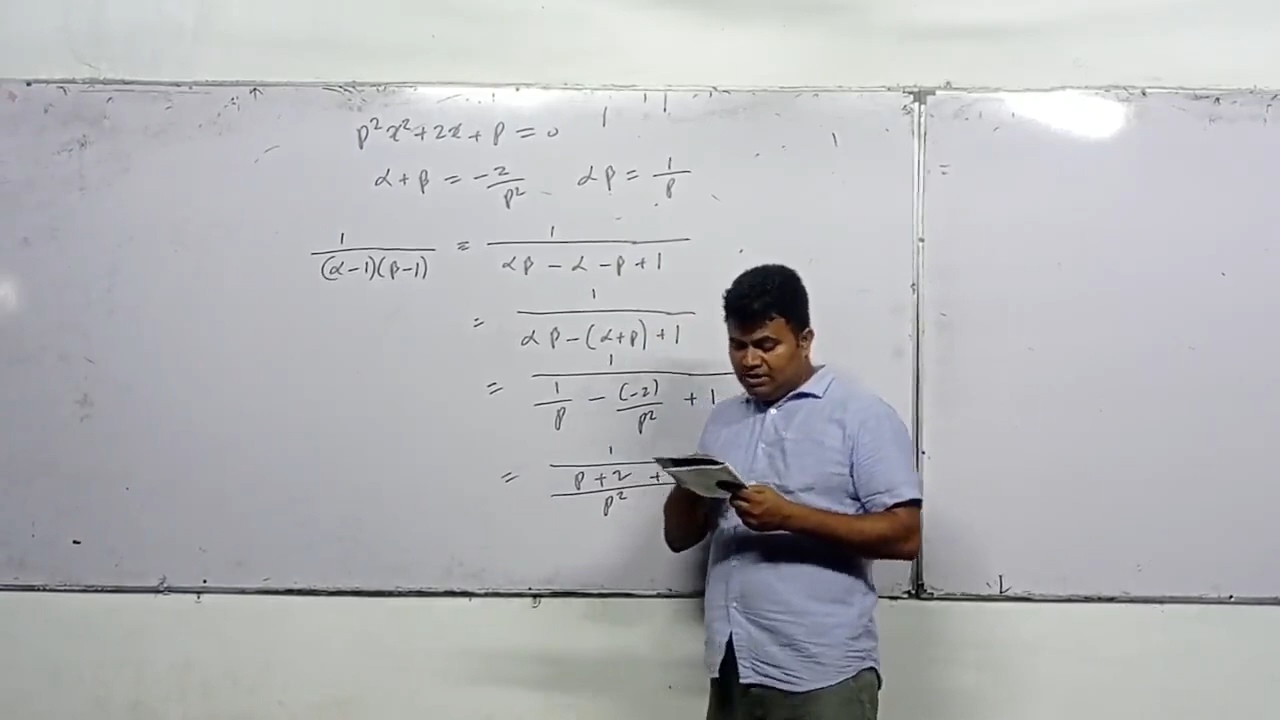 p²x²+2x+p=0
α+β = -2/p²   αβ = 1/p
1/((α-1)(β-1)) = 1/(αβ-α-β+1)
= 1/(αβ-(α+β)+1)
= 1/(1/p - (-2)/p² + 1
= 1/((p+2+ /p²
=